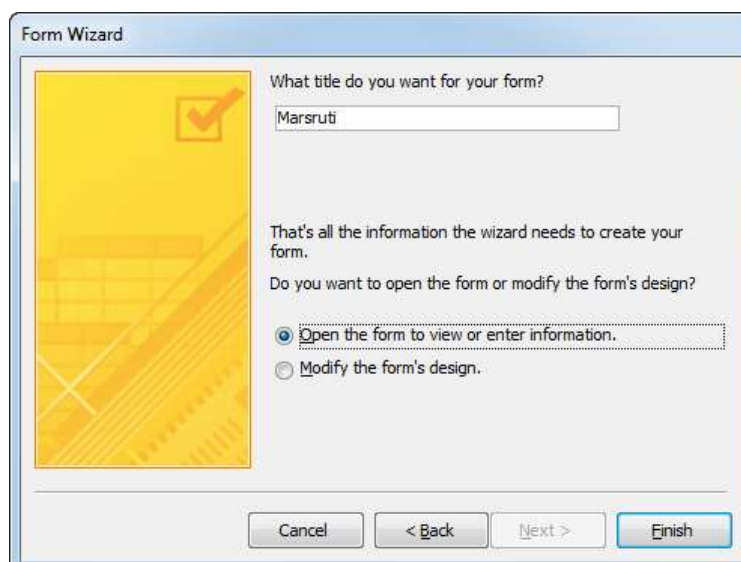 Form Wizard
What title do you want for your form?
Marsruti
That's all the information the wizard needs to create your
form.
Do you want to open the form or modify the form's design?
Open the form to view or enter information.
Modify the form's design.
Cancel
< Back
Next >
Finish